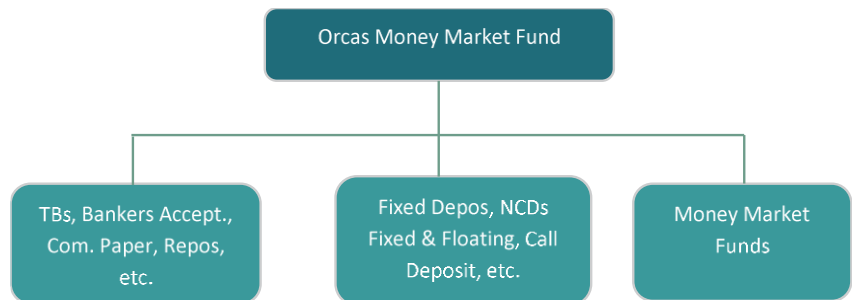 Orcas Money Market Fund
TBs, Bankers Accept.,
Com. Paper, Repos,
etc.
Fixed Depos, NCDs
Fixed & Floating, Call
Deposit, etc.
Money Market
Funds